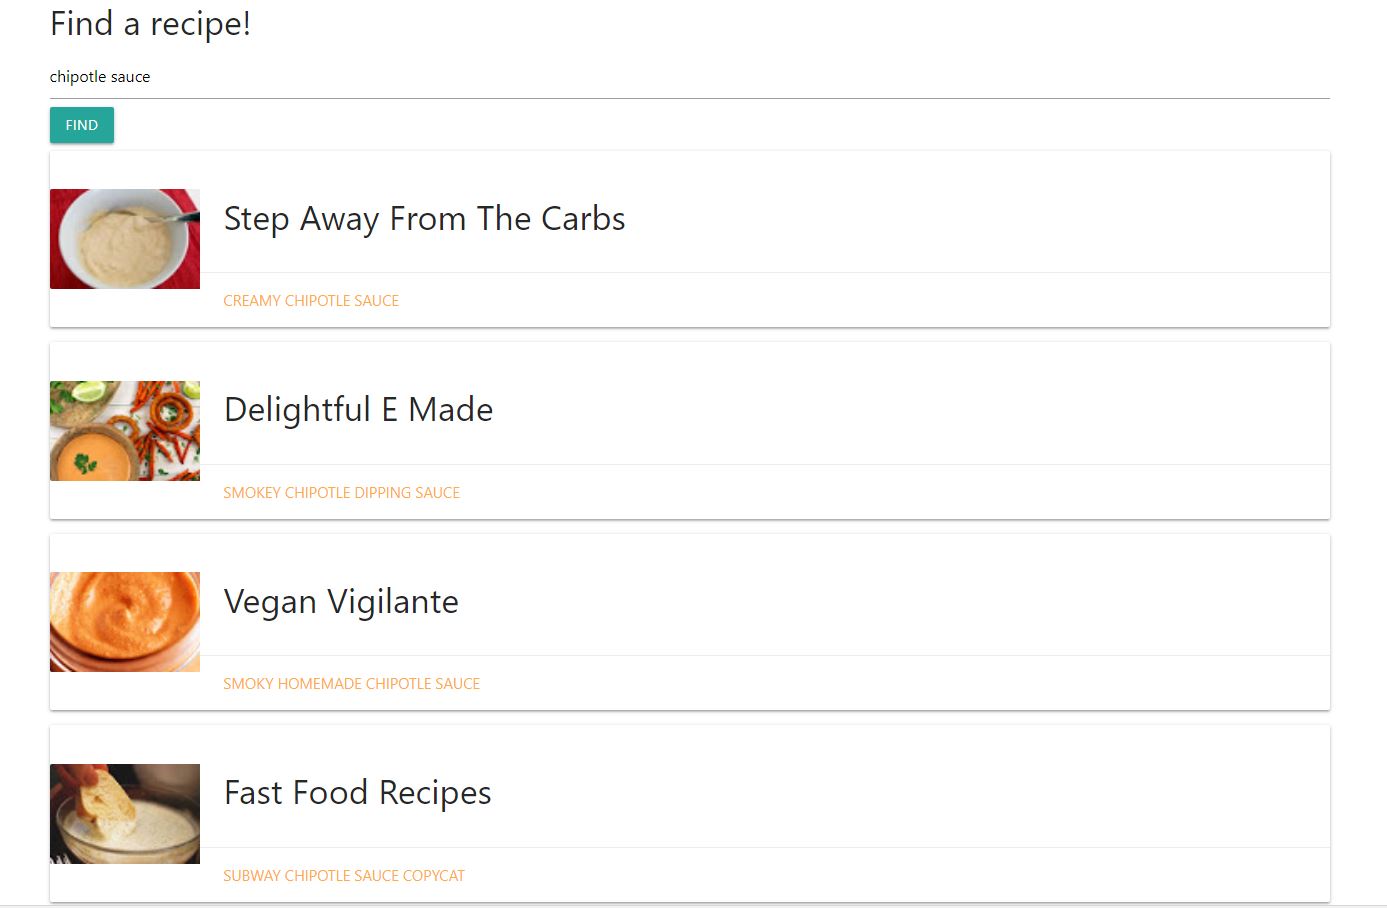 Find a recipe!
chipotle sauce
FIND
Step Away From The Carbs
CREAMY CHIPOTLE SAUCE
Delightful E Made
SMOKEY CHIPOTLE DIPPING SAUCE
Vegan Vigilante
SMOKY HOMEMADE CHIPOTLE SAUCE
Fast Food Recipes
SUBWAY CHIPOTLE SAUCE COPYCAT